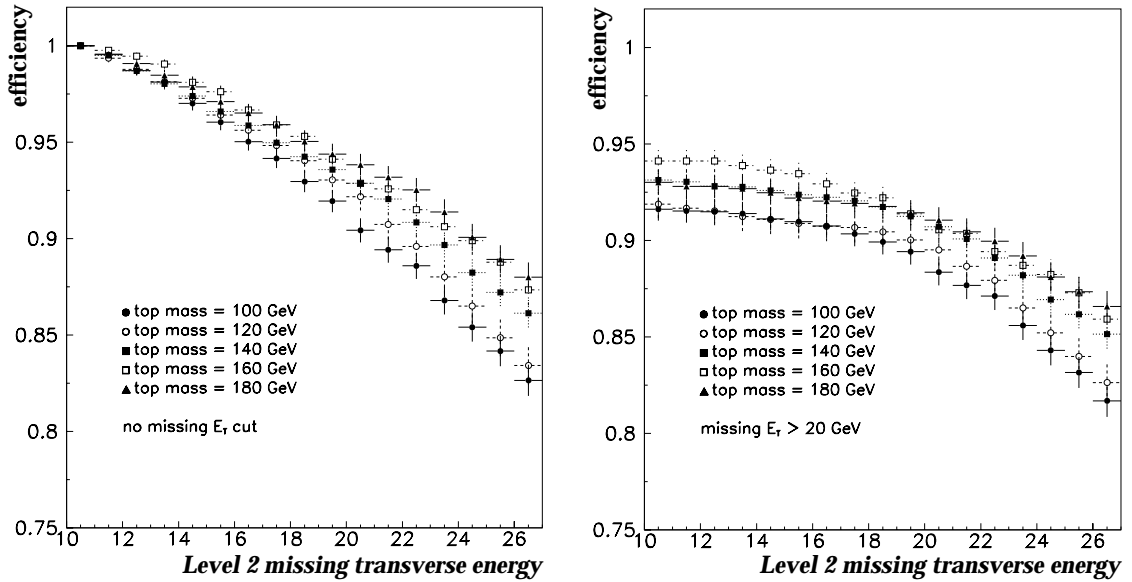 efficiency
1
0.95
0.9
0.85
0.8
0.75
top mass = 100 GeV
top mass = 120 GeV
top mass = 140 GeV
top mass = 160 GeV
top mass = 180 GeV
no missing E_T cut
10 12 14 16 18 20 22 24 26
Level 2 missing transverse energy
efficiency
1
0.95
0.9
0.85
0.8
0.75
top mass = 100 GeV
top mass = 120 GeV
top mass = 140 GeV
top mass = 160 GeV
top mass = 180 GeV
missing E_T > 20 GeV
10 12 14 16 18 20 22 24 26
Level 2 missing transverse energy